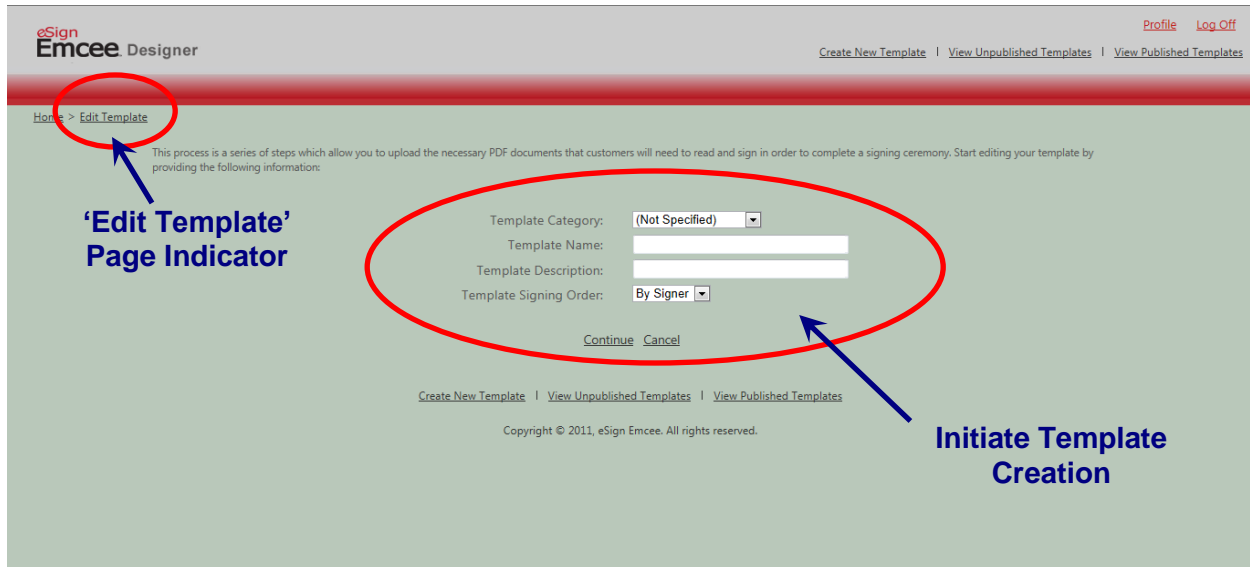 eSign
Emcee. Designer
Profile Log Off
Create New Template | View Unpublished Templates | View Published Templates
Home > Edit Template
This process is a series of steps which allow you to upload the necessary PDF documents that customers will need to read and sign in order to complete a signing ceremony. Start editing your template by
providing the following information:
‘Edit Template’
Page Indicator
Template Category: (Not Specified)
Template Name:
Template Description:
Template Signing Order: By Signer
Continue Cancel
Create New Template | View Unpublished Templates | View Published Templates
Copyright © 2011, eSign Emcee. All rights reserved.
Initiate Template
Creation